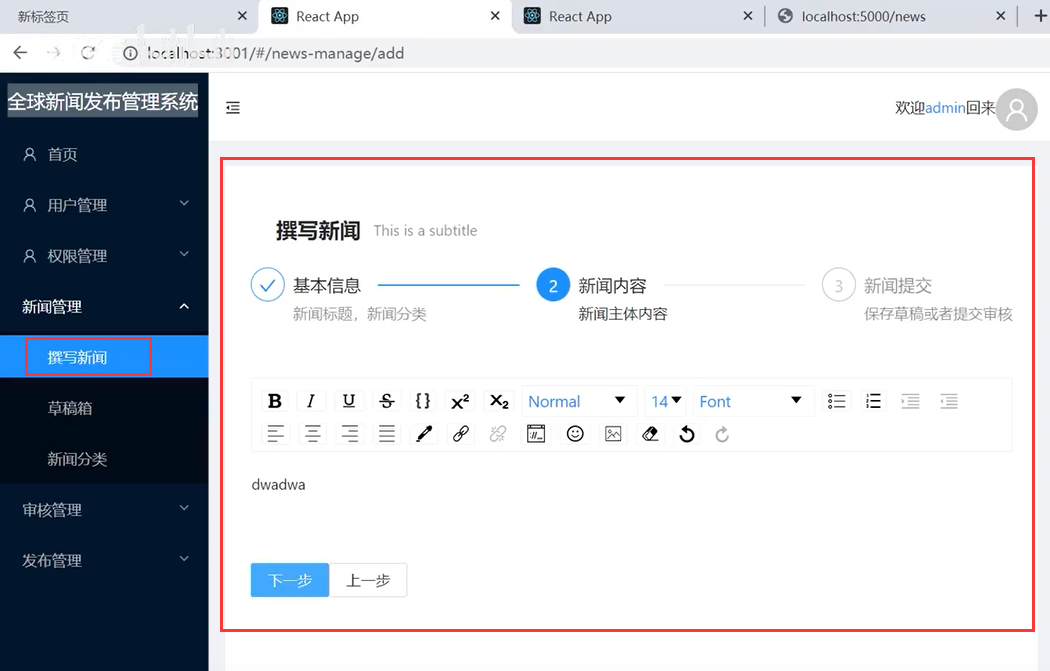 新标签页
React App
React App
localhost:5000/news
localhost:3001/#/news-manage/add
全球新闻发布管理系统
欢迎admin回来
首页
用户管理
权限管理
新闻管理
撰写新闻
草稿箱
新闻分类
审核管理
发布管理
撰写新闻 This is a subtitle
基本信息
新闻标题，新闻分类
2 新闻内容
新闻主体内容
3 新闻提交
保存草稿或者提交审核
B I U S {} x² x₂ Normal 14 Font
dwadwa
下一步 上一步